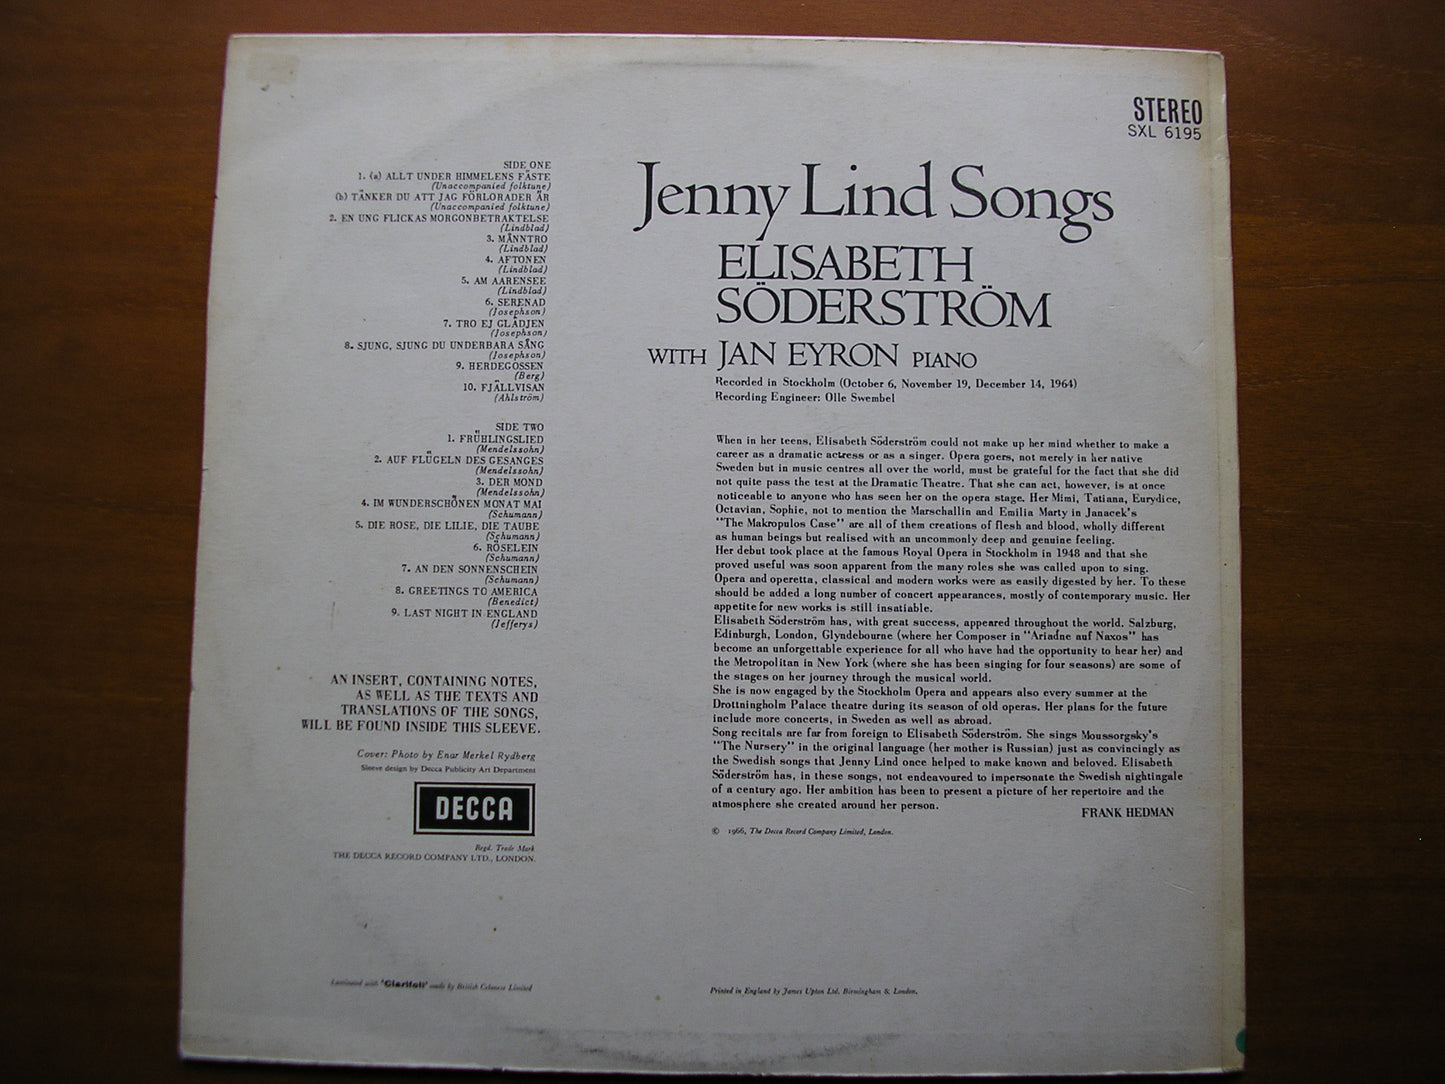 STEREO
SXL 6195
SIDE ONE
1. (a) ALLT UNDER HIMMELENS FÄSTE
(Unaccompanied folktune)
(b) TÄNKER DU ATT JAG FÖRLORADER ÄR
(Unaccompanied folktune)
2. EN UNG FLICKAS MORGONBETRAKTELSE
(Lindblad)
3. MÅNNTRO
(Lindblad)
4. AFTONEN
(Lindblad)
5. AM AARENSEE
(Lindblad)
6. SERENAD
(Josephson)
7. TRO EJ GLÄDJEN
(Josephson)
8. SJUNG, SJUNG DU UNDERBARA SÅNG
(Josephson)
9. HERDEGOSSEN
(Berg)
10. FJÄLLVISAN
(Ahlström)
SIDE TWO
1. FRÜHLINGSLIED
(Mendelssohn)
2. AUF FLÜGELN DES GESANGES
(Mendelssohn)
3. DER MOND
(Mendelssohn)
4. IM WUNDERSCHÖNEN MONAT MAI
(Schumann)
5. DIE ROSE, DIE LILIE, DIE TAUBE
(Schumann)
6. RÖSELEIN
(Schumann)
7. AN DEN SONNENSCHEIN
(Schumann)
8. GREETINGS TO AMERICA
(Benedict)
9. LAST NIGHT IN ENGLAND
(Jefferys)
AN INSERT, CONTAINING NOTES,
AS WELL AS THE TEXTS AND
TRANSLATIONS OF THE SONGS,
WILL BE FOUND INSIDE THIS SLEEVE.
Cover: Photo by Enar Merkel Rydberg
Sleeve design by Decca Publicity Art Department
DECCA
Regd. Trade Mark
THE DECCA RECORD COMPANY LTD., LONDON.
Laminated with 'Clarifoil' made by British Celanese Limited
Jenny Lind Songs
ELISABETH
SÖDERSTRÖM
WITH JAN EYRON PIANO
Recorded in Stockholm (October 6, November 19, December 14, 1964)
Recording Engineer: Olle Swembel
When in her teens, Elisabeth Söderström could not make up her mind whether to make a
career as a dramatic actress or as a singer. Opera goers, not merely in her native
Sweden but in music centres all over the world, must be grateful for the fact that she did
not quite pass the test at the Dramatic Theatre. That she can act, however, is at once
noticeable to anyone who has seen her on the opera stage. Her Mimi, Tatiana, Eurydice,
Octavian, Sophie, not to mention the Marschallin and Emilia Marty in Janacek's
"The Makropulos Case" are all of them creations of flesh and blood, wholly different
as human beings but realised with an uncommonly deep and genuine feeling.
Her debut took place at the famous Royal Opera in Stockholm in 1948 and that she
proved useful was soon apparent from the many roles she was called upon to sing.
Opera and operetta, classical and modern works were as easily digested by her. To these
should be added a long number of concert appearances, mostly of contemporary music. Her
appetite for new works is still insatiable.
Elisabeth Söderström has, with great success, appeared throughout the world. Salzburg,
Edinburgh, London, Glyndebourne (where her Composer in "Ariadne auf Naxos" has
become an unforgettable experience for all who have had the opportunity to hear her) and
the Metropolitan in New York (where she has been singing for four seasons) are some of
the stages on her journey through the musical world.
She is now engaged by the Stockholm Opera and appears also every summer at the
Drottningholm Palace theatre during its season of old operas. Her plans for the future
include more concerts, in Sweden as well as abroad.
Song recitals are far from foreign to Elisabeth Söderström. She sings Moussorgsky's
"The Nursery" in the original language (her mother is Russian) just as convincingly as
the Swedish songs that Jenny Lind once helped to make known and beloved. Elisabeth
Söderström has, in these songs, not endeavoured to impersonate the Swedish nightingale
of a century ago. Her ambition has been to present a picture of her repertoire and the
atmosphere she created around her person.
FRANK HEDMAN
© 1966, The Decca Record Company Limited, London.
Printed in England by James Upton Ltd. Birmingham & London.